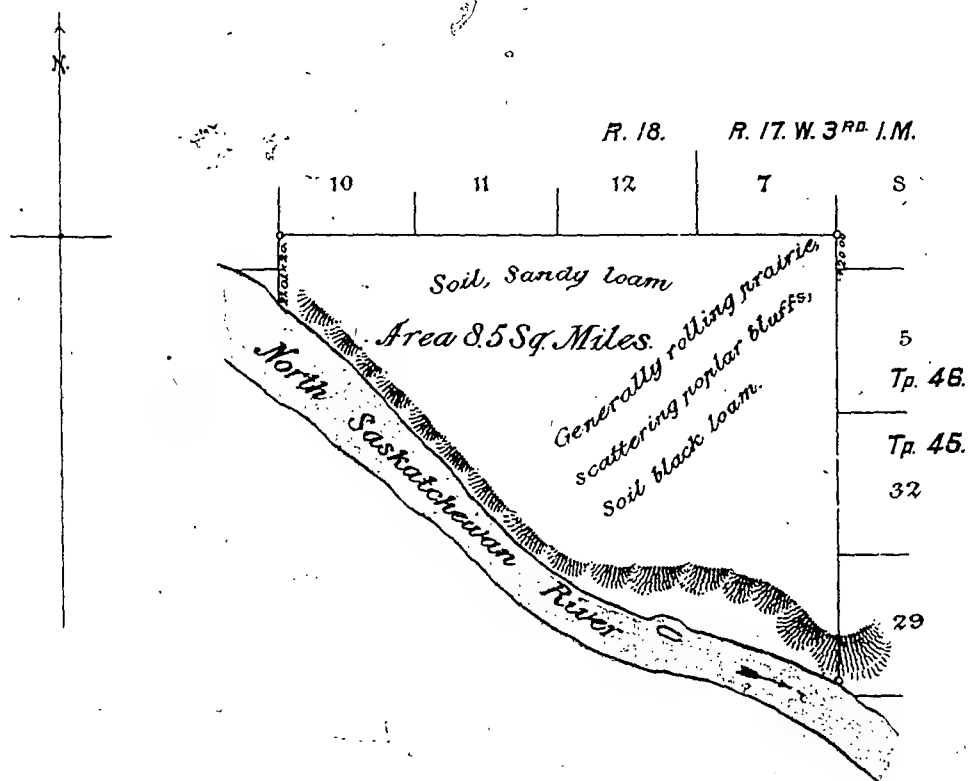 N.
R. 18. R. 17. W. 3RD. I.M.
10 11 12 7 8
Soil, Sandy loam
Area 8.5 Sq. Miles.
Generally rolling prairie,
scattering poplar bluffs,
Soil black loam.
5
Tp. 46.
Tp. 45.
32
29
North Saskatchewan River